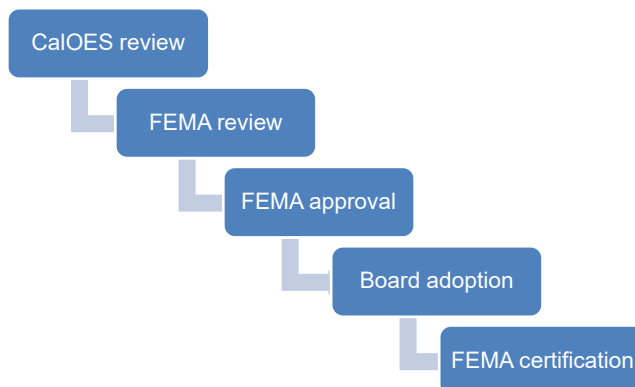 CalOES review
FEMA review
FEMA approval
Board adoption
FEMA certification